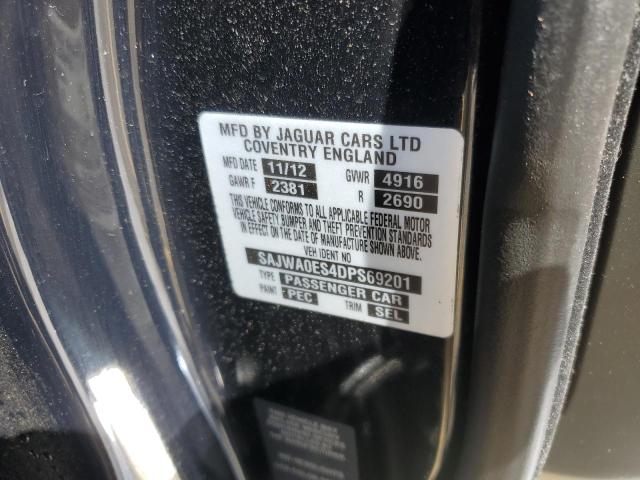 MFD BY JAGUAR CARS LTD
COVENTRY ENGLAND
MFD DATE 11/12 GVWR 4916
GAWR F 2381 R 2690
THIS VEHICLE CONFORMS TO ALL APPLICABLE FEDERAL MOTOR
VEHICLE SAFETY BUMPER AND THEFT PREVENTION STANDARDS
IN EFFECT ON THE DATE OF MANUFACTURE SHOWN ABOVE.
VEH IDENT NO
SAJWA0ES4DPS69201
TYPE PASSENGER CAR
PAINT PEC TRIM SEL